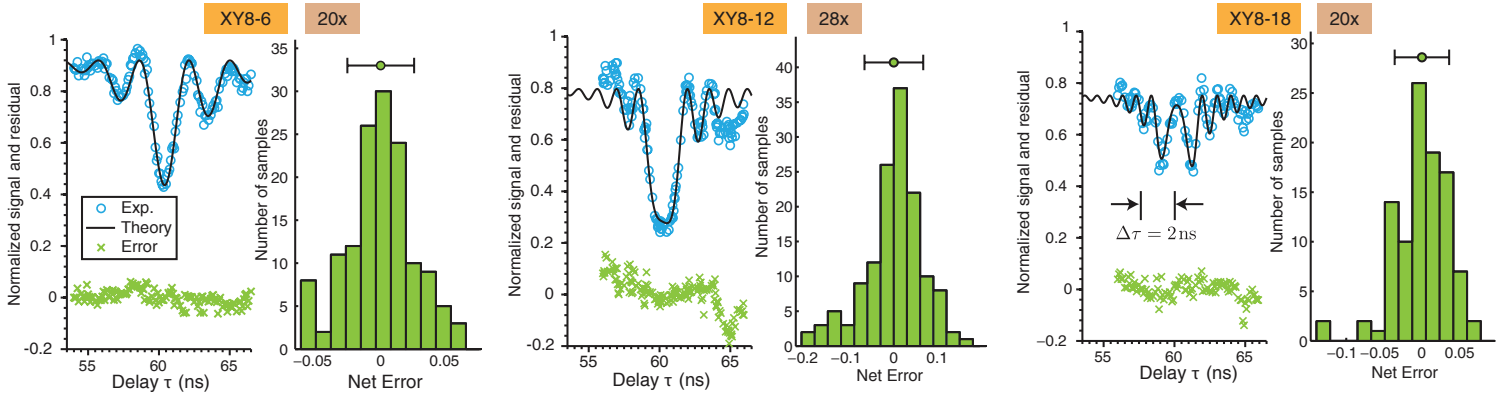 XY8-6 20x
Normalized signal and residual
1
0.8
0.6
0.4
0.2
0
-0.2
Exp.
Theory
Error
55 60 65
Delay τ (ns)
Number of samples
35
30
25
20
15
10
5
0
−0.05 0 0.05
Net Error
XY8-12 28x
Normalized signal and residual
1
0.8
0.6
0.4
0.2
0
-0.2
55 60 65
Delay τ (ns)
Number of samples
40
30
20
10
0
−0.2 −0.1 0 0.1
Net Error
XY8-18 20x
Normalized signal and residual
1
0.8
0.6
0.4
0.2
0
−0.2
Δτ = 2ns
55 60 65
Delay τ (ns)
Number of samples
30
25
20
15
10
5
0
−0.1 −0.05 0 0.05
Net Error